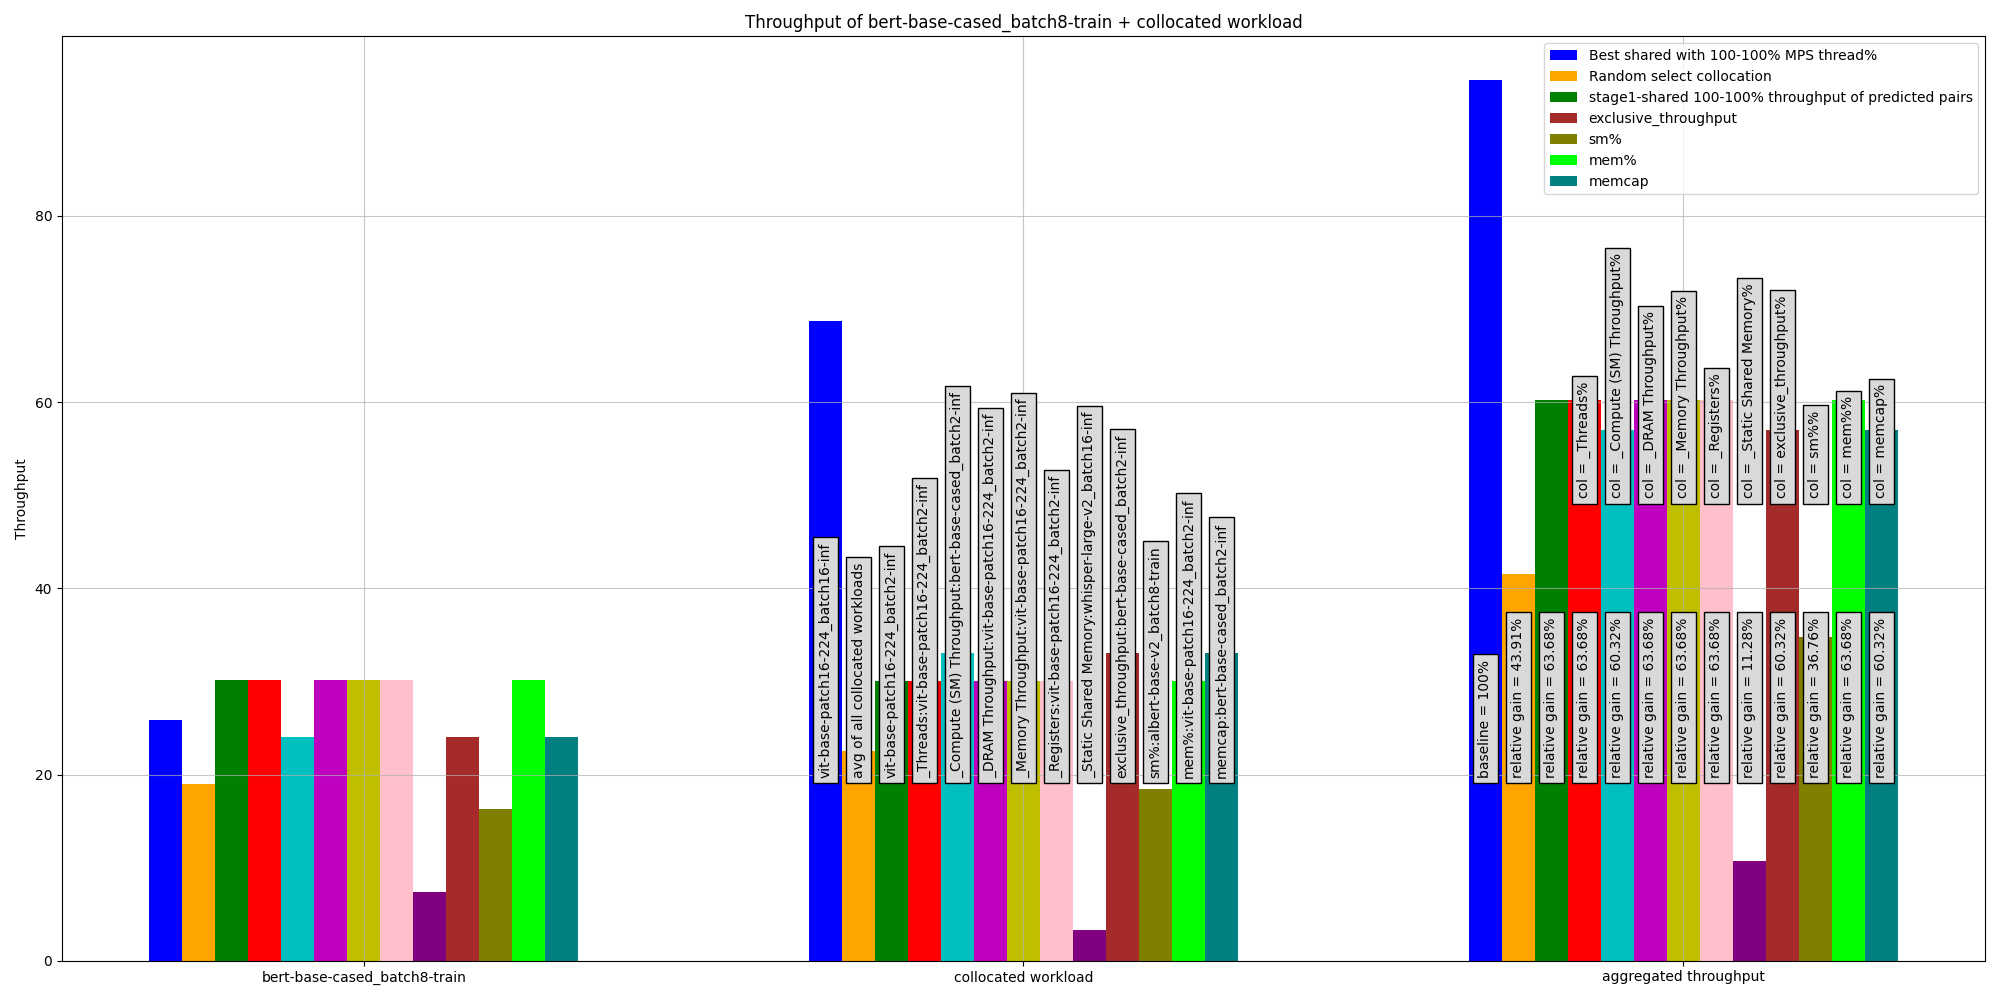 Throughput of bert-base-cased_batch8-train + collocated workload
Best shared with 100-100% MPS thread%
Random select collocation
stage1-shared 100-100% throughput of predicted pairs
exclusive_throughput
sm%
mem%
memcap
Throughput
80
60
40
20
0
vit-base-patch16-224_batch16-inf
avg of all collocated workloads
vit-base-patch16-224_batch2-inf
_Threads:vit-base-patch16-224_batch2-inf
_Compute (SM) Throughput:bert-base-cased_batch2-inf
_DRAM Throughput:vit-base-patch16-224_batch2-inf
_Memory Throughput:vit-base-patch16-224_batch2-inf
_Registers:vit-base-patch16-224_batch2-inf
_Static Shared Memory:whisper-large-v2_batch16-inf
exclusive_throughput:bert-base-cased_batch2-inf
sm%:albert-base-v2_batch8-train
mem%:vit-base-patch16-224_batch2-inf
memcap:bert-base-cased_batch2-inf
col = _Threads%
col = _Compute (SM) Throughput%
col = _DRAM Throughput%
col = _Memory Throughput%
col = _Registers%
col = _Static Shared Memory%
col = exclusive_throughput%
col = sm%%
col = mem%%
col = memcap%
baseline = 100%
relative gain = 43.91%
relative gain = 63.68%
relative gain = 63.68%
relative gain = 60.32%
relative gain = 63.68%
relative gain = 63.68%
relative gain = 63.68%
relative gain = 11.28%
relative gain = 60.32%
relative gain = 36.76%
relative gain = 63.68%
relative gain = 60.32%
bert-base-cased_batch8-train
collocated workload
aggregated throughput